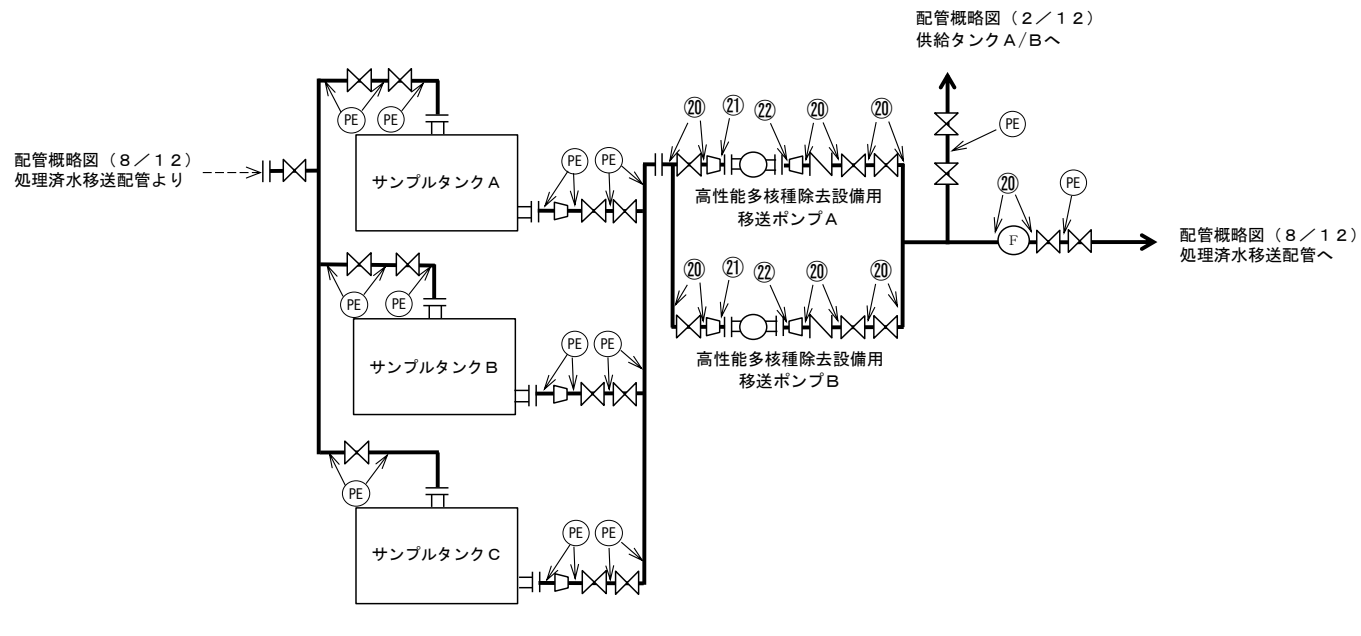 配管概略図（２／１２）
供給タンクＡ/Ｂへ
PE
PE
配管概略図（８／１２）
処理済水移送配管より
サンプルタンクＡ
PE
PE
⑳
㉑
㉒
⑳
⑳
高性能多核種除去設備用
移送ポンプＡ
PE
⑳
PE
F
配管概略図（８／１２）
処理済水移送配管へ
PE
PE
サンプルタンクＢ
PE
PE
⑳
㉑
㉒
⑳
⑳
高性能多核種除去設備用
移送ポンプＢ
PE
サンプルタンクＣ
PE
PE